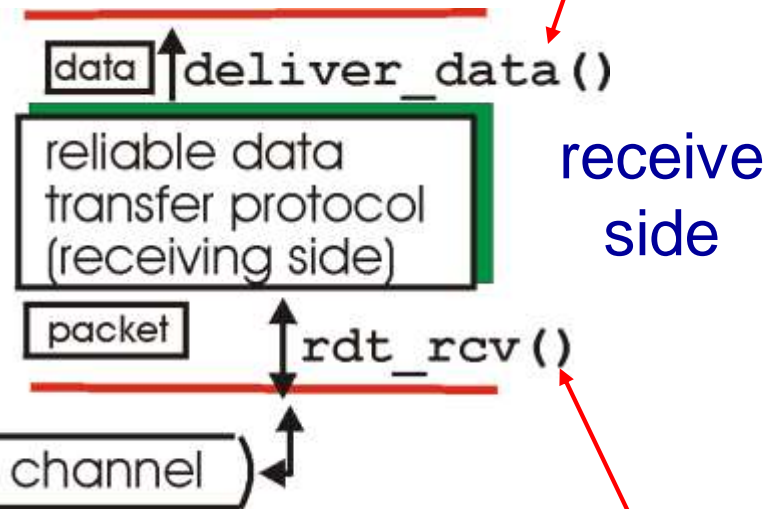 data deliver_data()
reliable data
transfer protocol
(receiving side)
receive
side
packet rdt_rcv()
channel